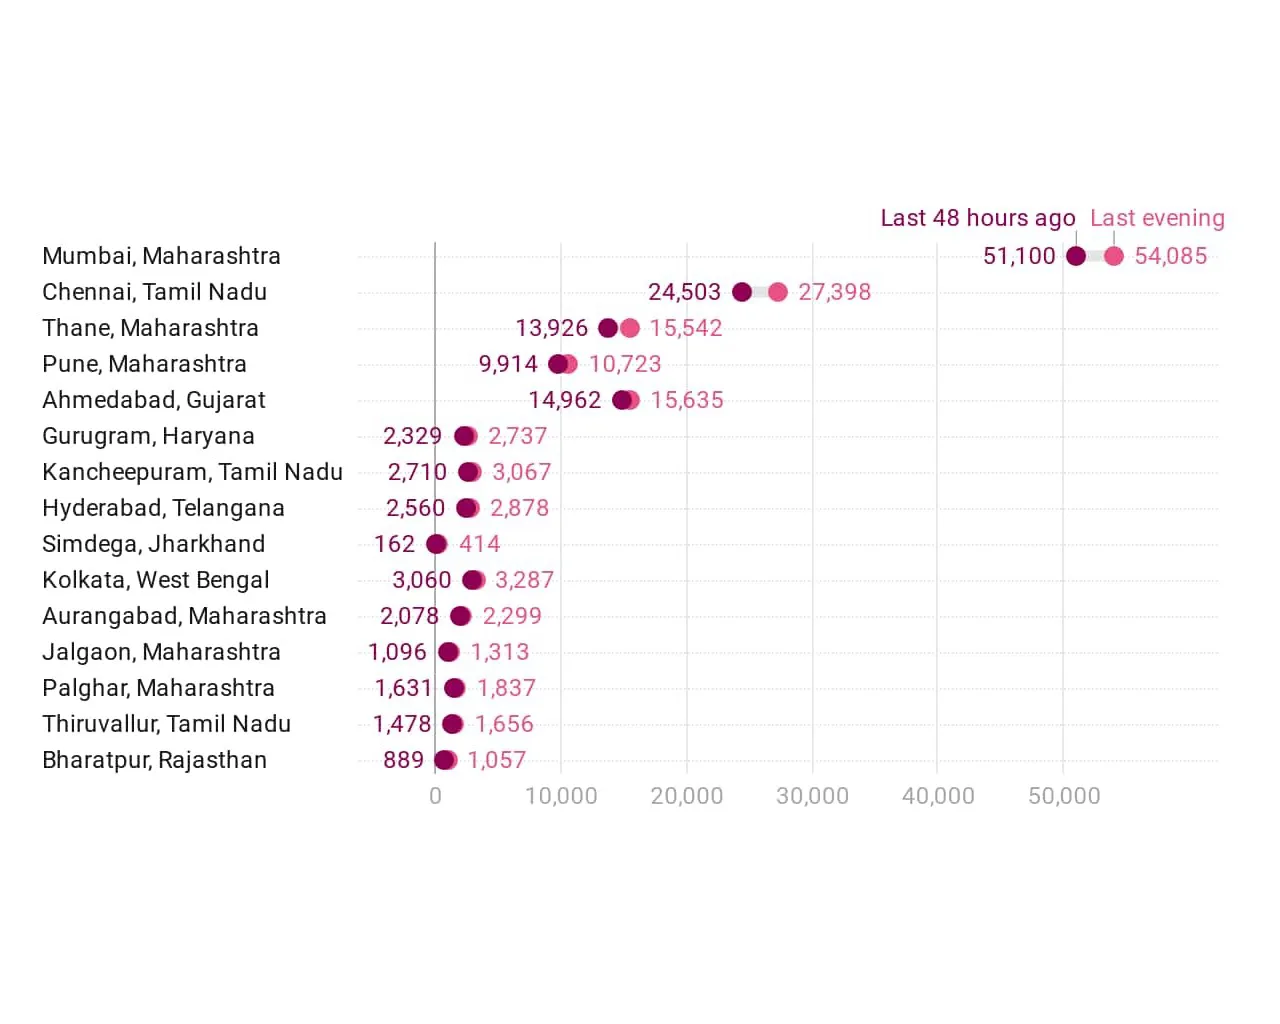 Last 48 hours ago Last evening
Mumbai, Maharashtra 51,100 54,085
Chennai, Tamil Nadu 24,503 27,398
Thane, Maharashtra 13,926 15,542
Pune, Maharashtra 9,914 10,723
Ahmedabad, Gujarat 14,962 15,635
Gurugram, Haryana 2,329 2,737
Kancheepuram, Tamil Nadu 2,710 3,067
Hyderabad, Telangana 2,560 2,878
Simdega, Jharkhand 162 414
Kolkata, West Bengal 3,060 3,287
Aurangabad, Maharashtra 2,078 2,299
Jalgaon, Maharashtra 1,096 1,313
Palghar, Maharashtra 1,631 1,837
Thiruvallur, Tamil Nadu 1,478 1,656
Bharatpur, Rajasthan 889 1,057
0 10,000 20,000 30,000 40,000 50,000